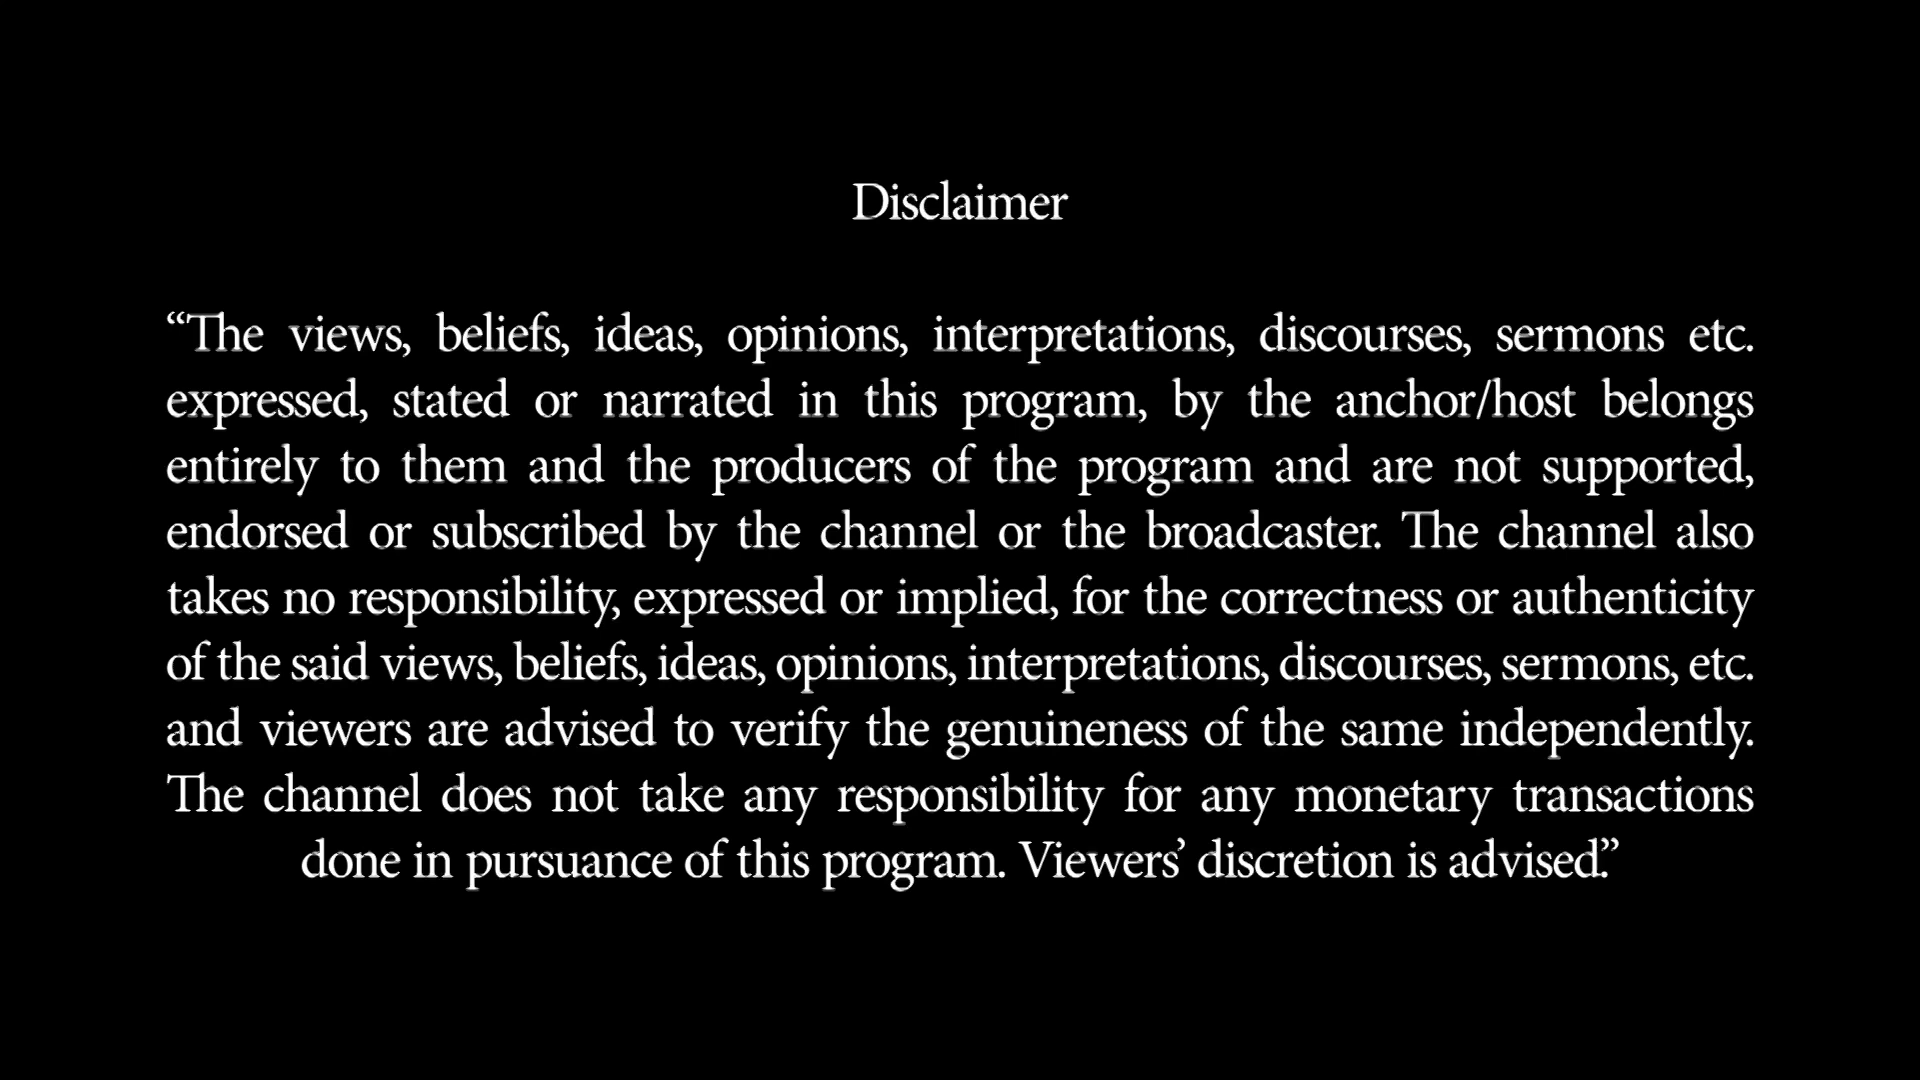 Disclaimer
“The views, beliefs, ideas, opinions, interpretations, discourses, sermons etc.
expressed, stated or narrated in this program, by the anchor/host belongs
entirely to them and the producers of the program and are not supported,
endorsed or subscribed by the channel or the broadcaster. The channel also
takes no responsibility, expressed or implied, for the correctness or authenticity
of the said views, beliefs, ideas, opinions, interpretations, discourses, sermons, etc.
and viewers are advised to verify the genuineness of the same independently.
The channel does not take any responsibility for any monetary transactions
done in pursuance of this program. Viewers’ discretion is advised.”